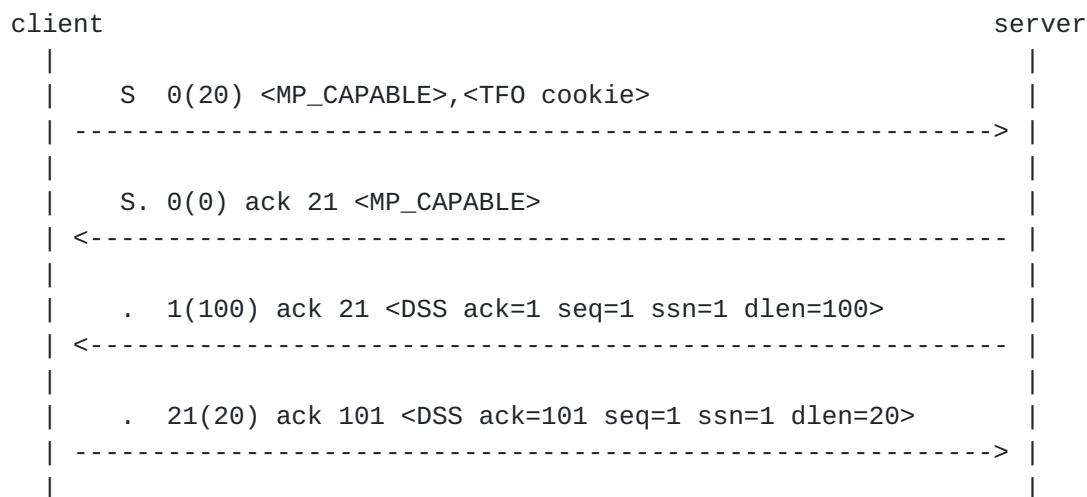 client server
S 0(20) <MP_CAPABLE>,<TFO cookie>
S. 0(0) ack 21 <MP_CAPABLE>
. 1(100) ack 21 <DSS ack=1 seq=1 ssn=1 dlen=100>
. 21(20) ack 101 <DSS ack=101 seq=1 ssn=1 dlen=20>